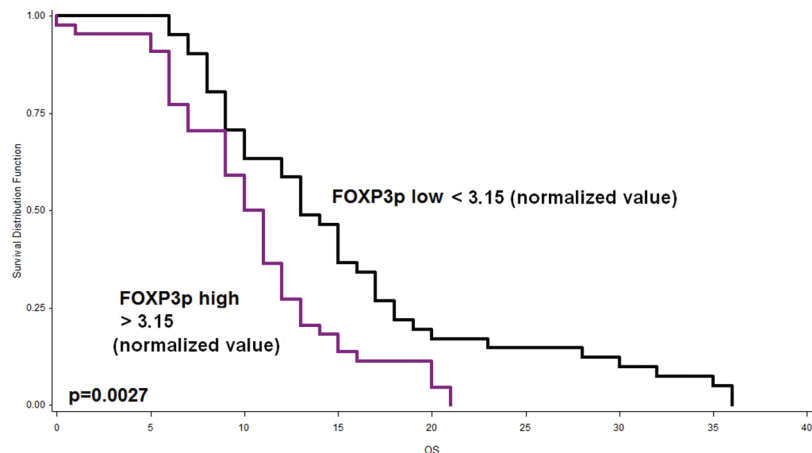 1.00
0.75
0.50
0.25
0.00
Survival Distribution Function
FOXP3p low < 3.15 (normalized value)
FOXP3p high
> 3.15
(normalized value)
p=0.0027
0 5 10 15 20 25 30 35 40
OS